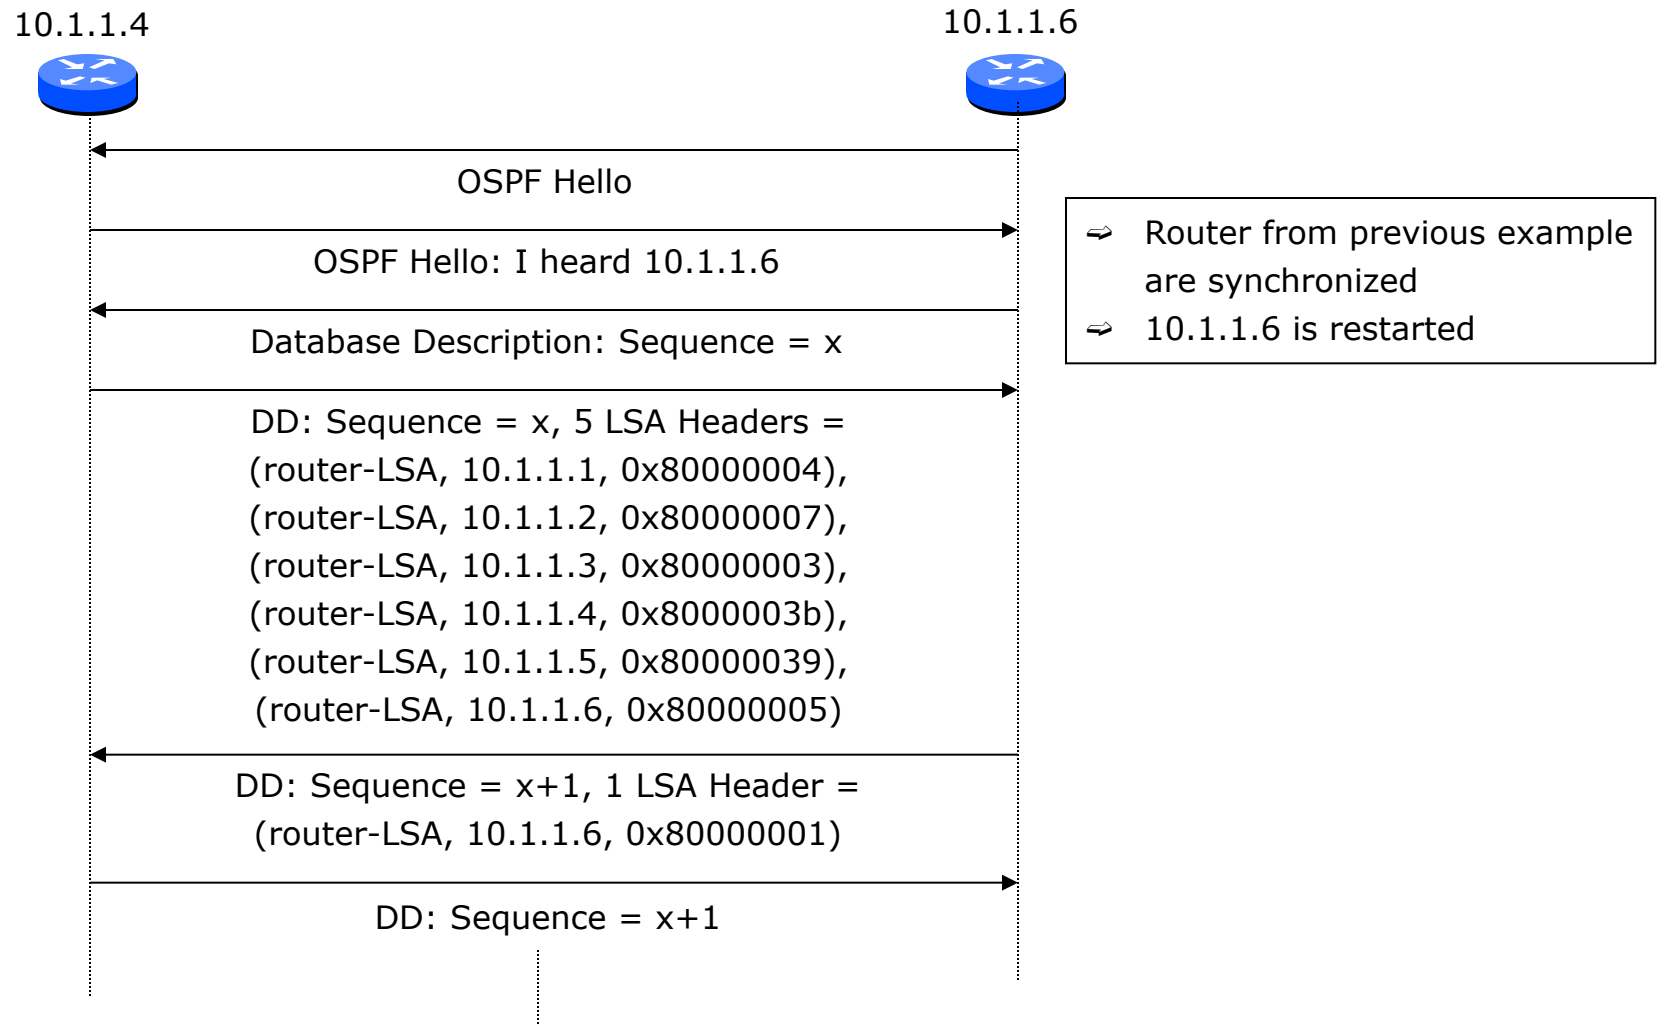 10.1.1.4
10.1.1.6
OSPF Hello
OSPF Hello: I heard 10.1.1.6
Database Description: Sequence = x
DD: Sequence = x, 5 LSA Headers =
(router-LSA, 10.1.1.1, 0x80000004),
(router-LSA, 10.1.1.2, 0x80000007),
(router-LSA, 10.1.1.3, 0x80000003),
(router-LSA, 10.1.1.4, 0x8000003b),
(router-LSA, 10.1.1.5, 0x80000039),
(router-LSA, 10.1.1.6, 0x80000005)
DD: Sequence = x+1, 1 LSA Header =
(router-LSA, 10.1.1.6, 0x80000001)
DD: Sequence = x+1
➩ Router from previous example
are synchronized
➩ 10.1.1.6 is restarted